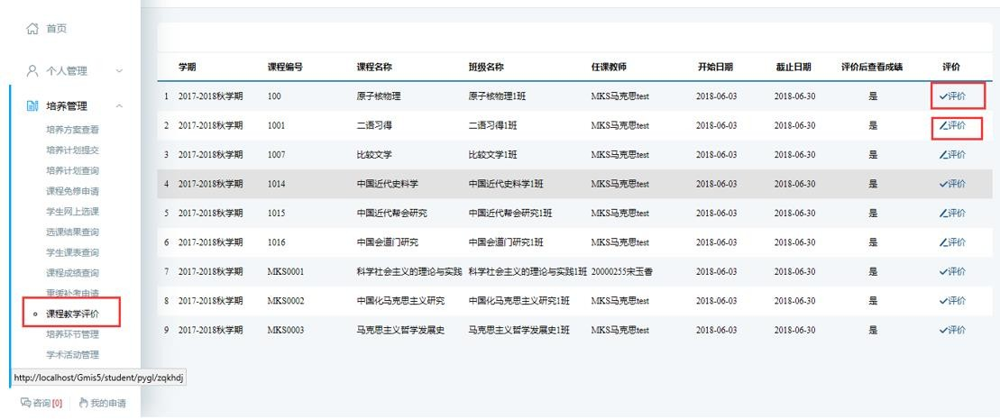 首页
个人管理
培养管理
培养方案查看
培养计划提交
培养计划查询
课程免修申请
学生网上选课
选课结果查询
学生课表查询
课程成绩查询
重缓补考申请
课程教学评价
培养环节管理
学术活动管理
http://localhost/Gmis5/student/pygl/zqkhdj
咨询[0] 我的申请
学期 课程编号 课程名称 班级名称 任课教师 开始日期 截止日期 评价后查看成绩 评价
1 2017-2018秋学期 100 原子核物理 原子核物理1班 MKS马克思test 2018-06-03 2018-06-30 是 评价
2 2017-2018秋学期 1001 二语习得 二语习得1班 MKS马克思test 2018-06-03 2018-06-30 是 评价
3 2017-2018秋学期 1007 比较文学 比较文学1班 MKS马克思test 2018-06-03 2018-06-30 是 评价
4 2017-2018秋学期 1014 中国近代史料学 中国近代史料学1班 MKS马克思test 2018-06-03 2018-06-30 是 评价
5 2017-2018秋学期 1015 中国近代帮会研究 中国近代帮会研究1班 MKS马克思test 2018-06-03 2018-06-30 是 评价
6 2017-2018秋学期 1016 中国会道门研究 中国会道门研究1班 MKS马克思test 2018-06-03 2018-06-30 是 评价
7 2017-2018秋学期 MKS0001 科学社会主义的理论与实践 科学社会主义的理论与实践1班 20000255宋玉香 2018-06-03 2018-06-30 是 评价
8 2017-2018秋学期 MKS0002 中国化马克思主义研究 中国化马克思主义研究1班 MKS马克思test 2018-06-03 2018-06-30 是 评价
9 2017-2018秋学期 MKS0003 马克思主义哲学发展史 马克思主义哲学发展史1班 MKS马克思test 2018-06-03 2018-06-30 是 评价